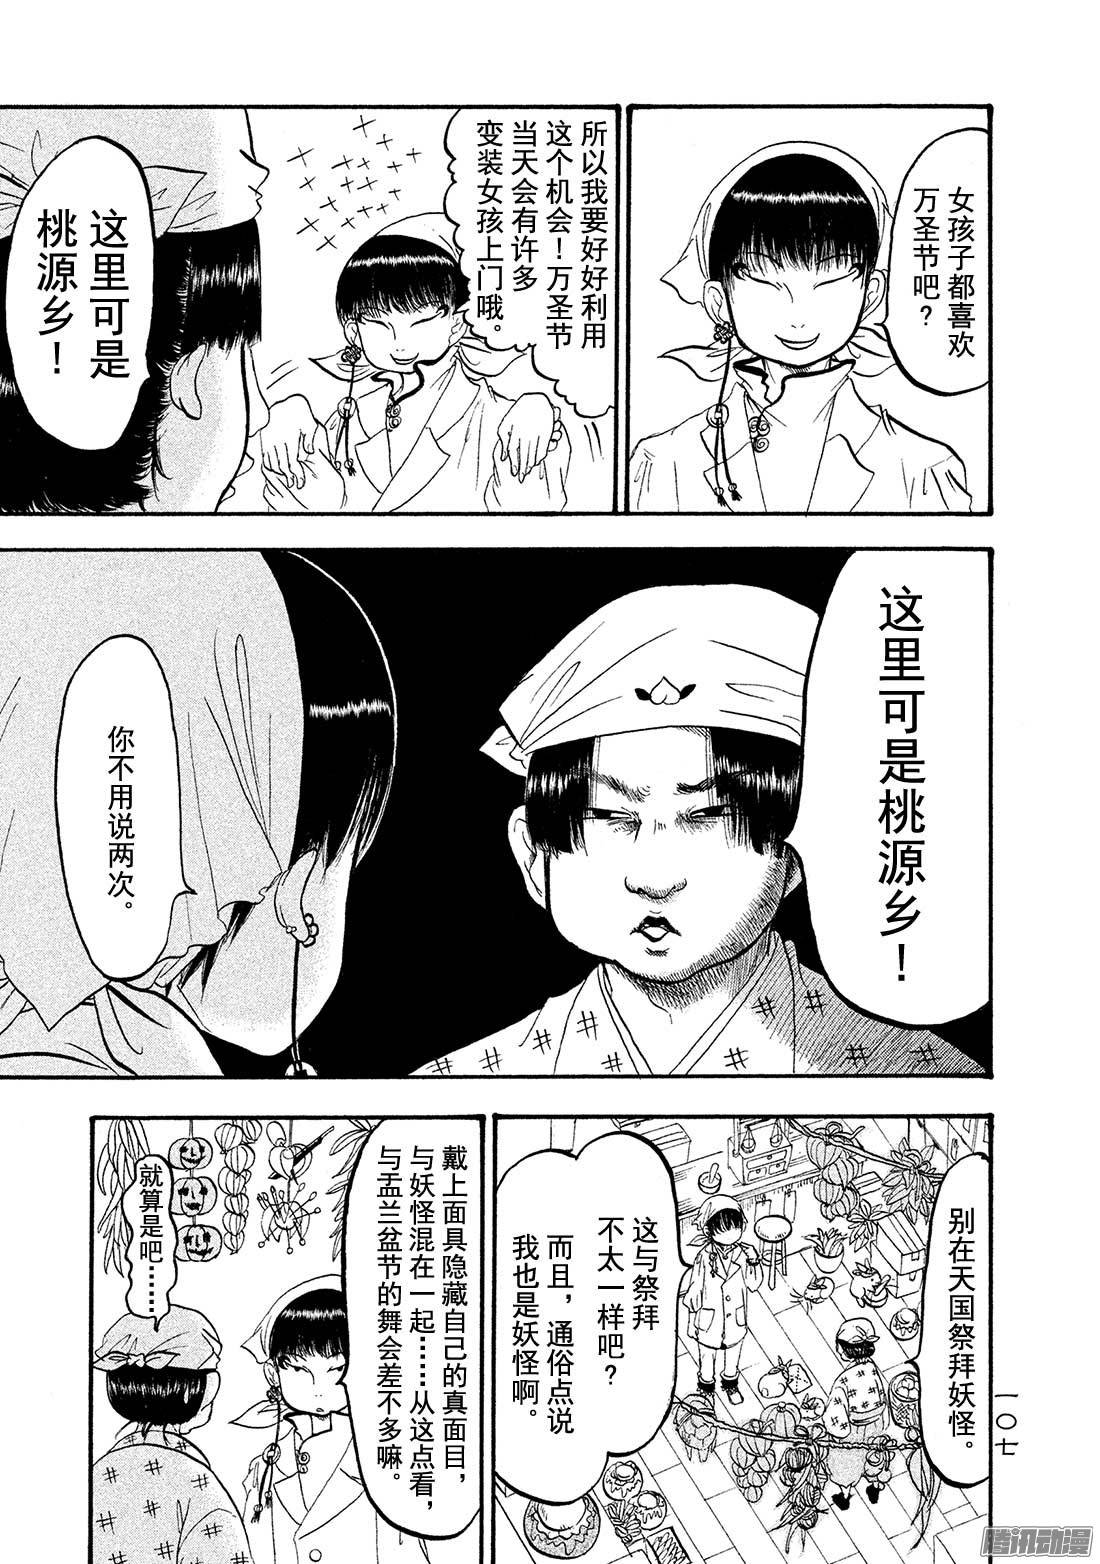 女孩子都喜欢
万圣节吧？
所以我要好好利用
这个机会！万圣节
当天会有许多
变装女孩上门哦。
这里可是
桃源乡！
这里可是桃源乡！
你不用说两次。
别在天国祭拜妖怪。
这与祭拜
不太一样吧？
而且，通俗点说
我也是妖怪啊。
戴上面具隐藏自己的真面目，
与妖怪混在一起……从这点看，
与盂兰盆节的舞会差不多嘛。
就算是吧……
一〇七
腾讯动漫